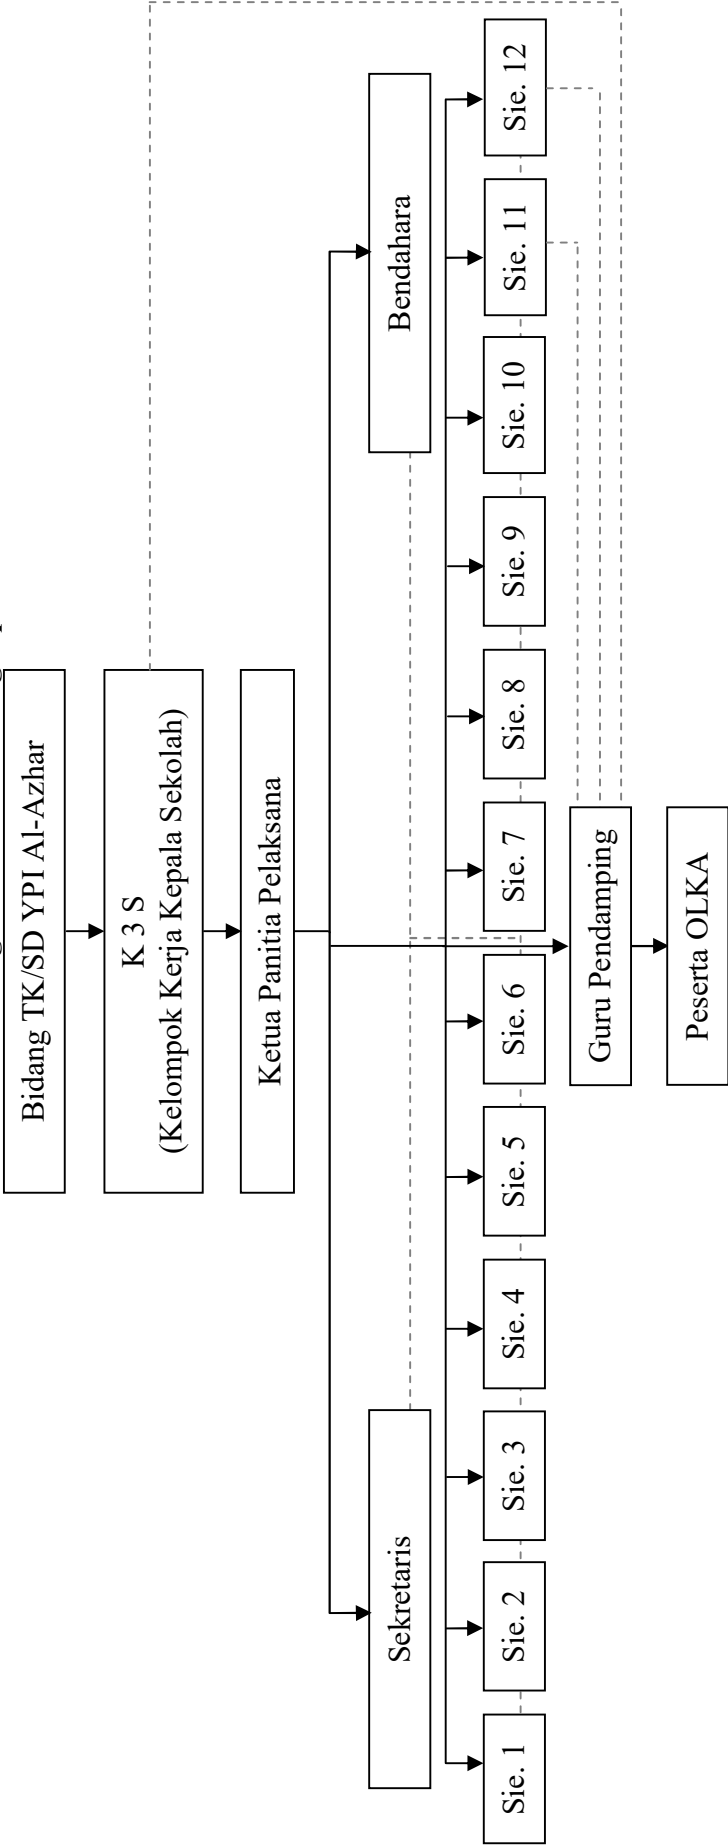 Bidang TK/SD YPI Al-Azhar
K 3 S
(Kelompok Kerja Kepala Sekolah)
Ketua Panitia Pelaksana
Sekretaris
Bendahara
Sie. 1
Sie. 2
Sie. 3
Sie. 4
Sie. 5
Sie. 6
Sie. 7
Sie. 8
Sie. 9
Sie. 10
Sie. 11
Sie. 12
Guru Pendamping
Peserta OLKA